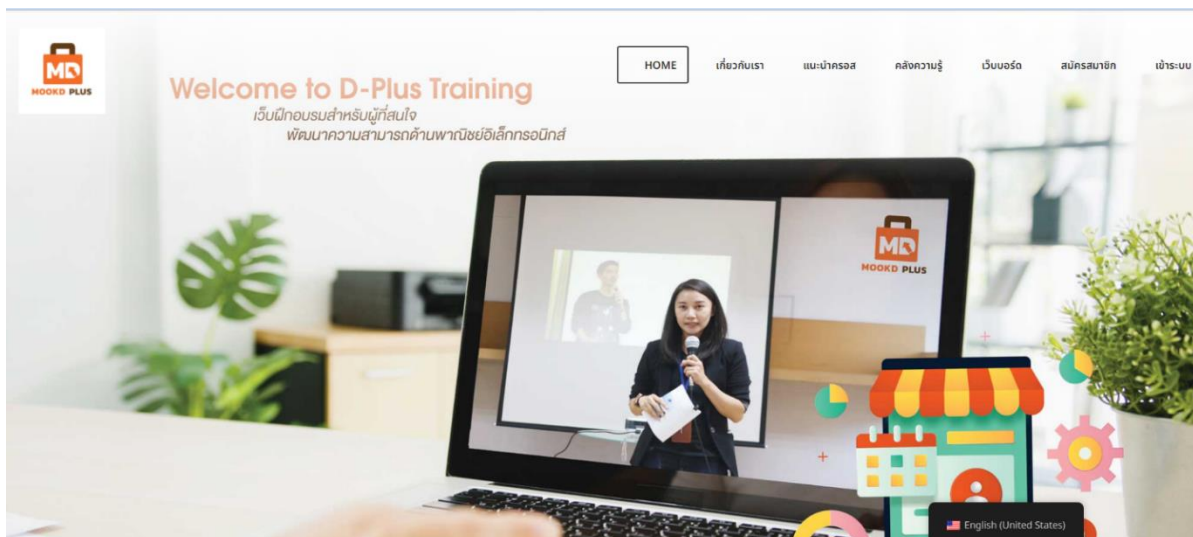 MD
MOOKD PLUS
HOME
เกี่ยวกับเรา
แนะนำครอส
คลังความรู้
เว็บบอร์ด
สมัครสมาชิก
เข้าระบบ
Welcome to D-Plus Training
เว็บฝึกอบรมสำหรับผู้ที่สนใจ
พัฒนาความสามารถด้านพาณิชย์อิเล็กทรอนิกส์
MD
MOOKD PLUS
English (United States)